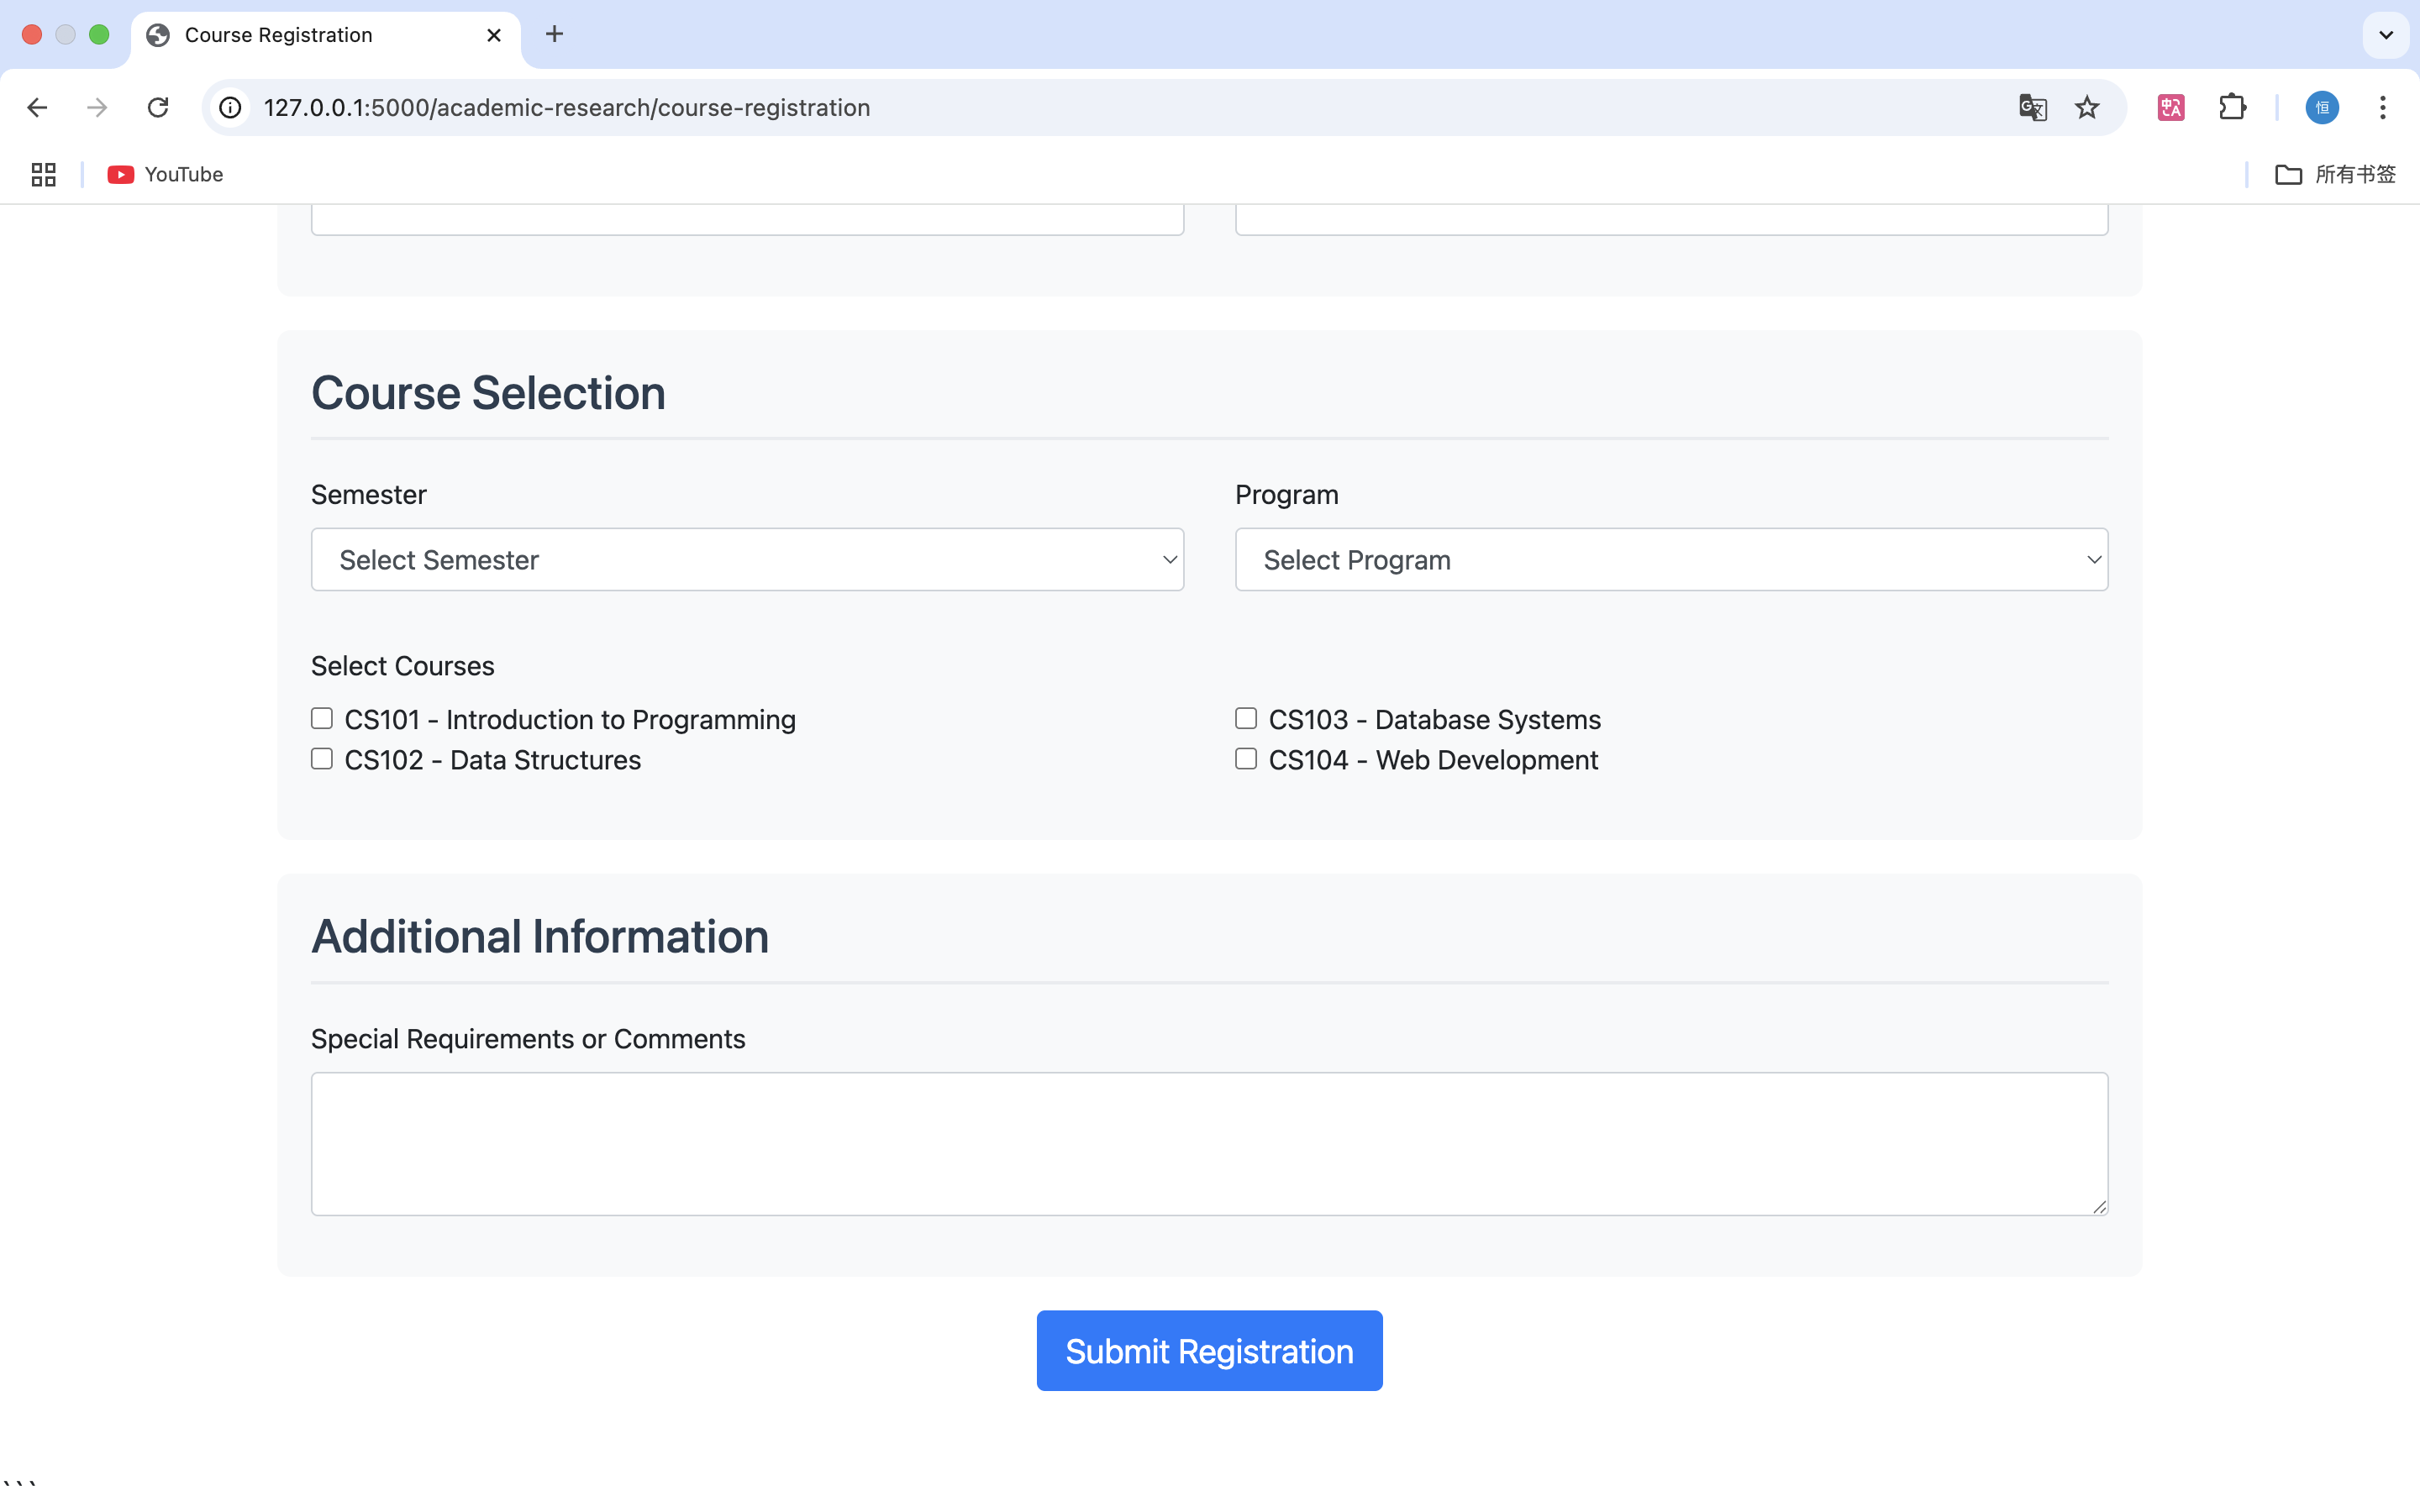 Course Registration
127.0.0.1:5000/academic-research/course-registration
恒
YouTube
所有书签
Course Selection
Semester
Program
Select Semester
Select Program
Select Courses
CS101 - Introduction to Programming
CS103 - Database Systems
CS102 - Data Structures
CS104 - Web Development
Additional Information
Special Requirements or Comments
Submit Registration
```